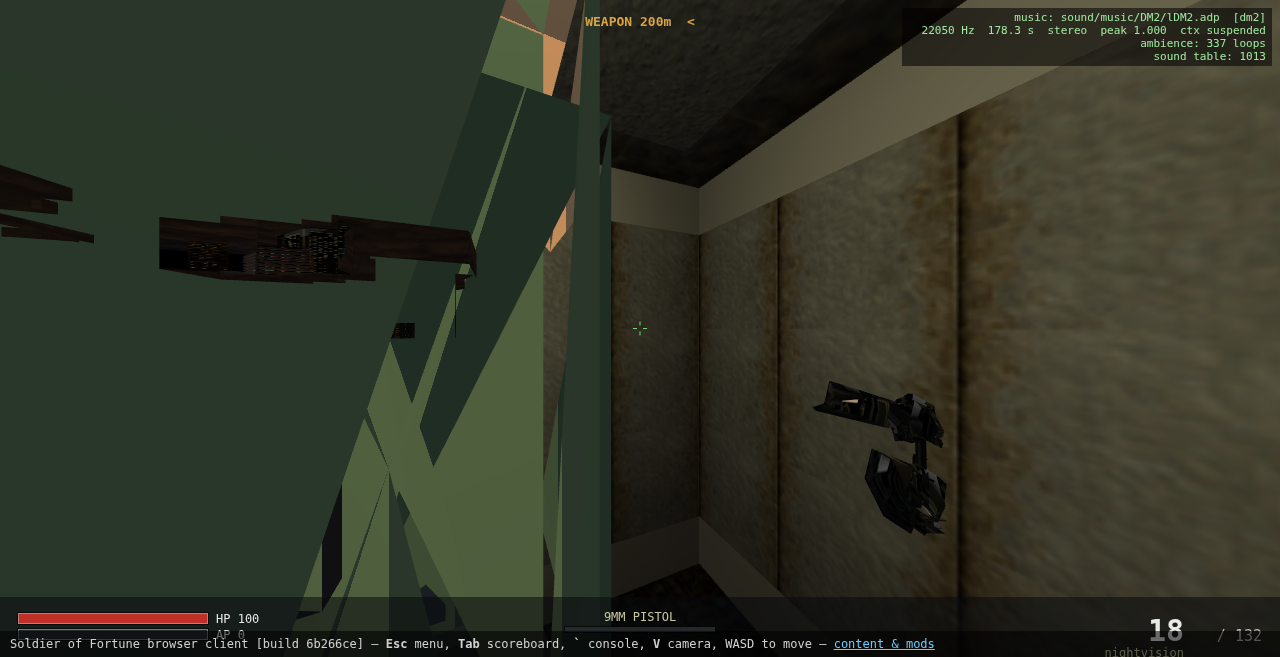 WEAPON 200m <
music: sound/music/DM2/lDM2.adp [dm2]
22050 Hz 178.3 s stereo peak 1.000 ctx suspended
ambience: 337 loops
sound table: 1013
HP 100
AP 0
9MM PISTOL
18 / 132
nightvision
Soldier of Fortune browser client [build 6b266ce] — Esc menu, Tab scoreboard, ` console, V camera, WASD to move — content & mods